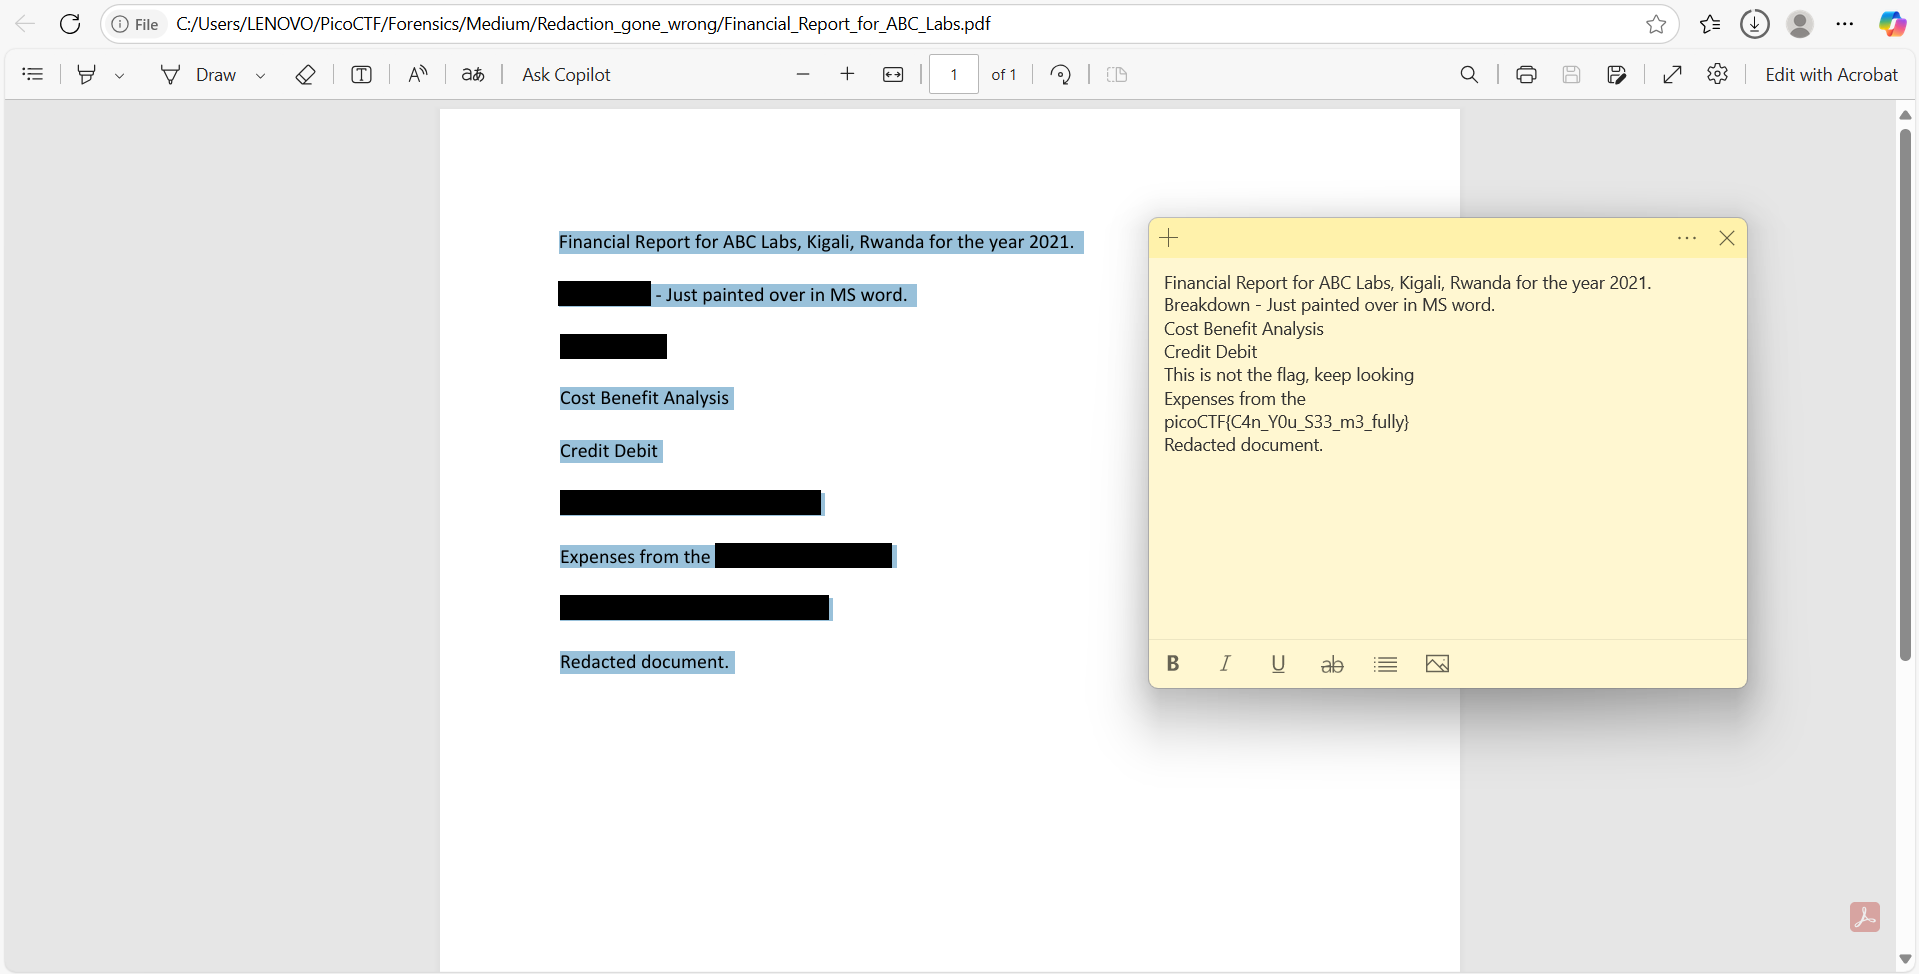 File C:/Users/LENOVO/PicoCTF/Forensics/Medium/Redaction_gone_wrong/Financial_Report_for_ABC_Labs.pdf
Draw A aあ Ask Copilot 1 of 1 Edit with Acrobat
Financial Report for ABC Labs, Kigali, Rwanda for the year 2021.
- Just painted over in MS word.
Cost Benefit Analysis
Credit Debit
Expenses from the
Redacted document.
Financial Report for ABC Labs, Kigali, Rwanda for the year 2021.
Breakdown - Just painted over in MS word.
Cost Benefit Analysis
Credit Debit
This is not the flag, keep looking
Expenses from the
picoCTF{C4n_Y0u_S33_m3_fully}
Redacted document.
B I U ab